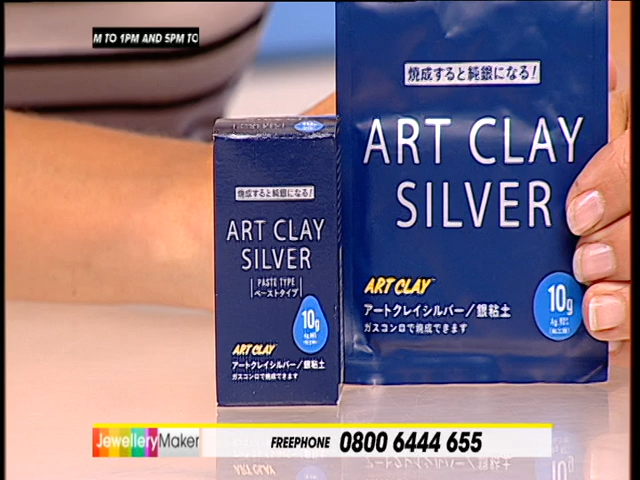 M TO 1PM AND 5PM TO
焼成すると純銀になる!
ART CLAY
SILVER
ART CLAY
アートクレイシルバー/銀粘土
ガスコンロで焼成できます
10g
焼成すると純銀になる!
ART CLAY
SILVER
PASTE TYPE
ペーストタイプ
10g
ART CLAY
アートクレイシルバー/銀粘土
ガスコンロで焼成できます
JewelleryMaker
FREEPHONE 0800 6444 655